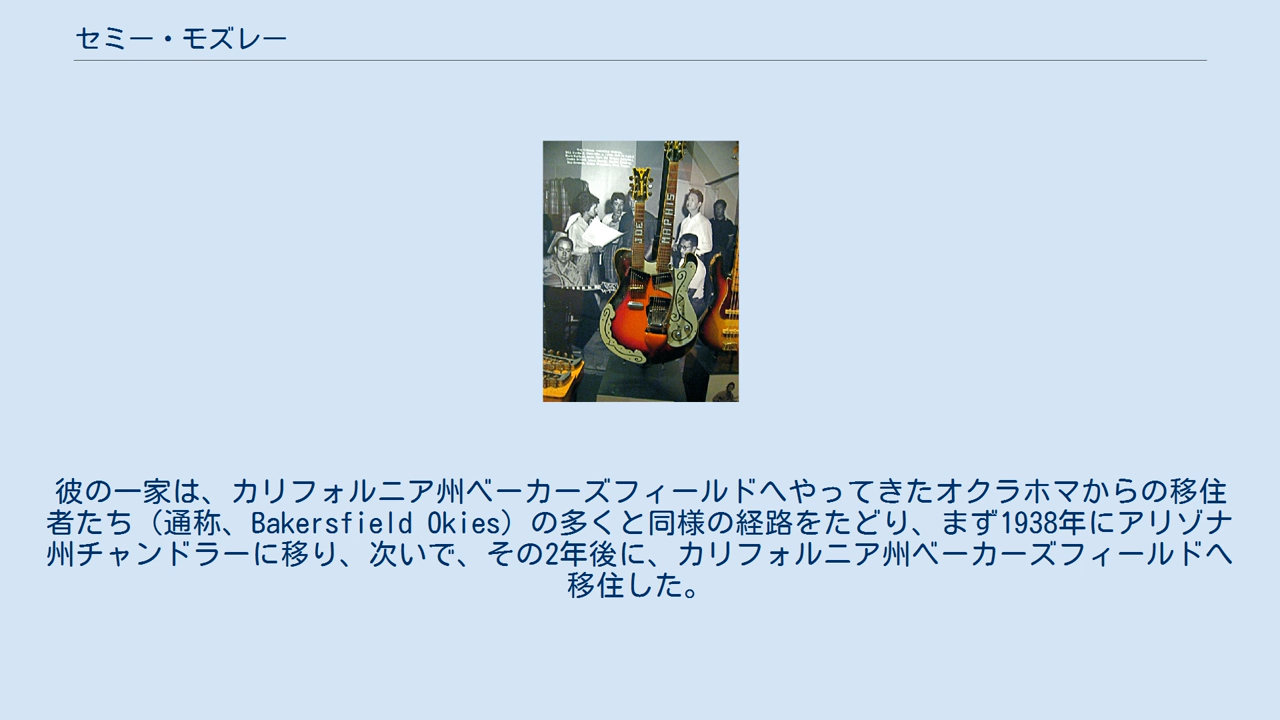 セミー・モズレー
JOE
MAPHIS
彼の一家は、カリフォルニア州ベーカーズフィールドへやってきたオクラホマからの移住
者たち（通称、Bakersfield Okies）の多くと同様の経路をたどり、まず1938年にアリゾナ
州チャンドラーに移り、次いで、その2年後に、カリフォルニア州ベーカーズフィールドへ
移住した。